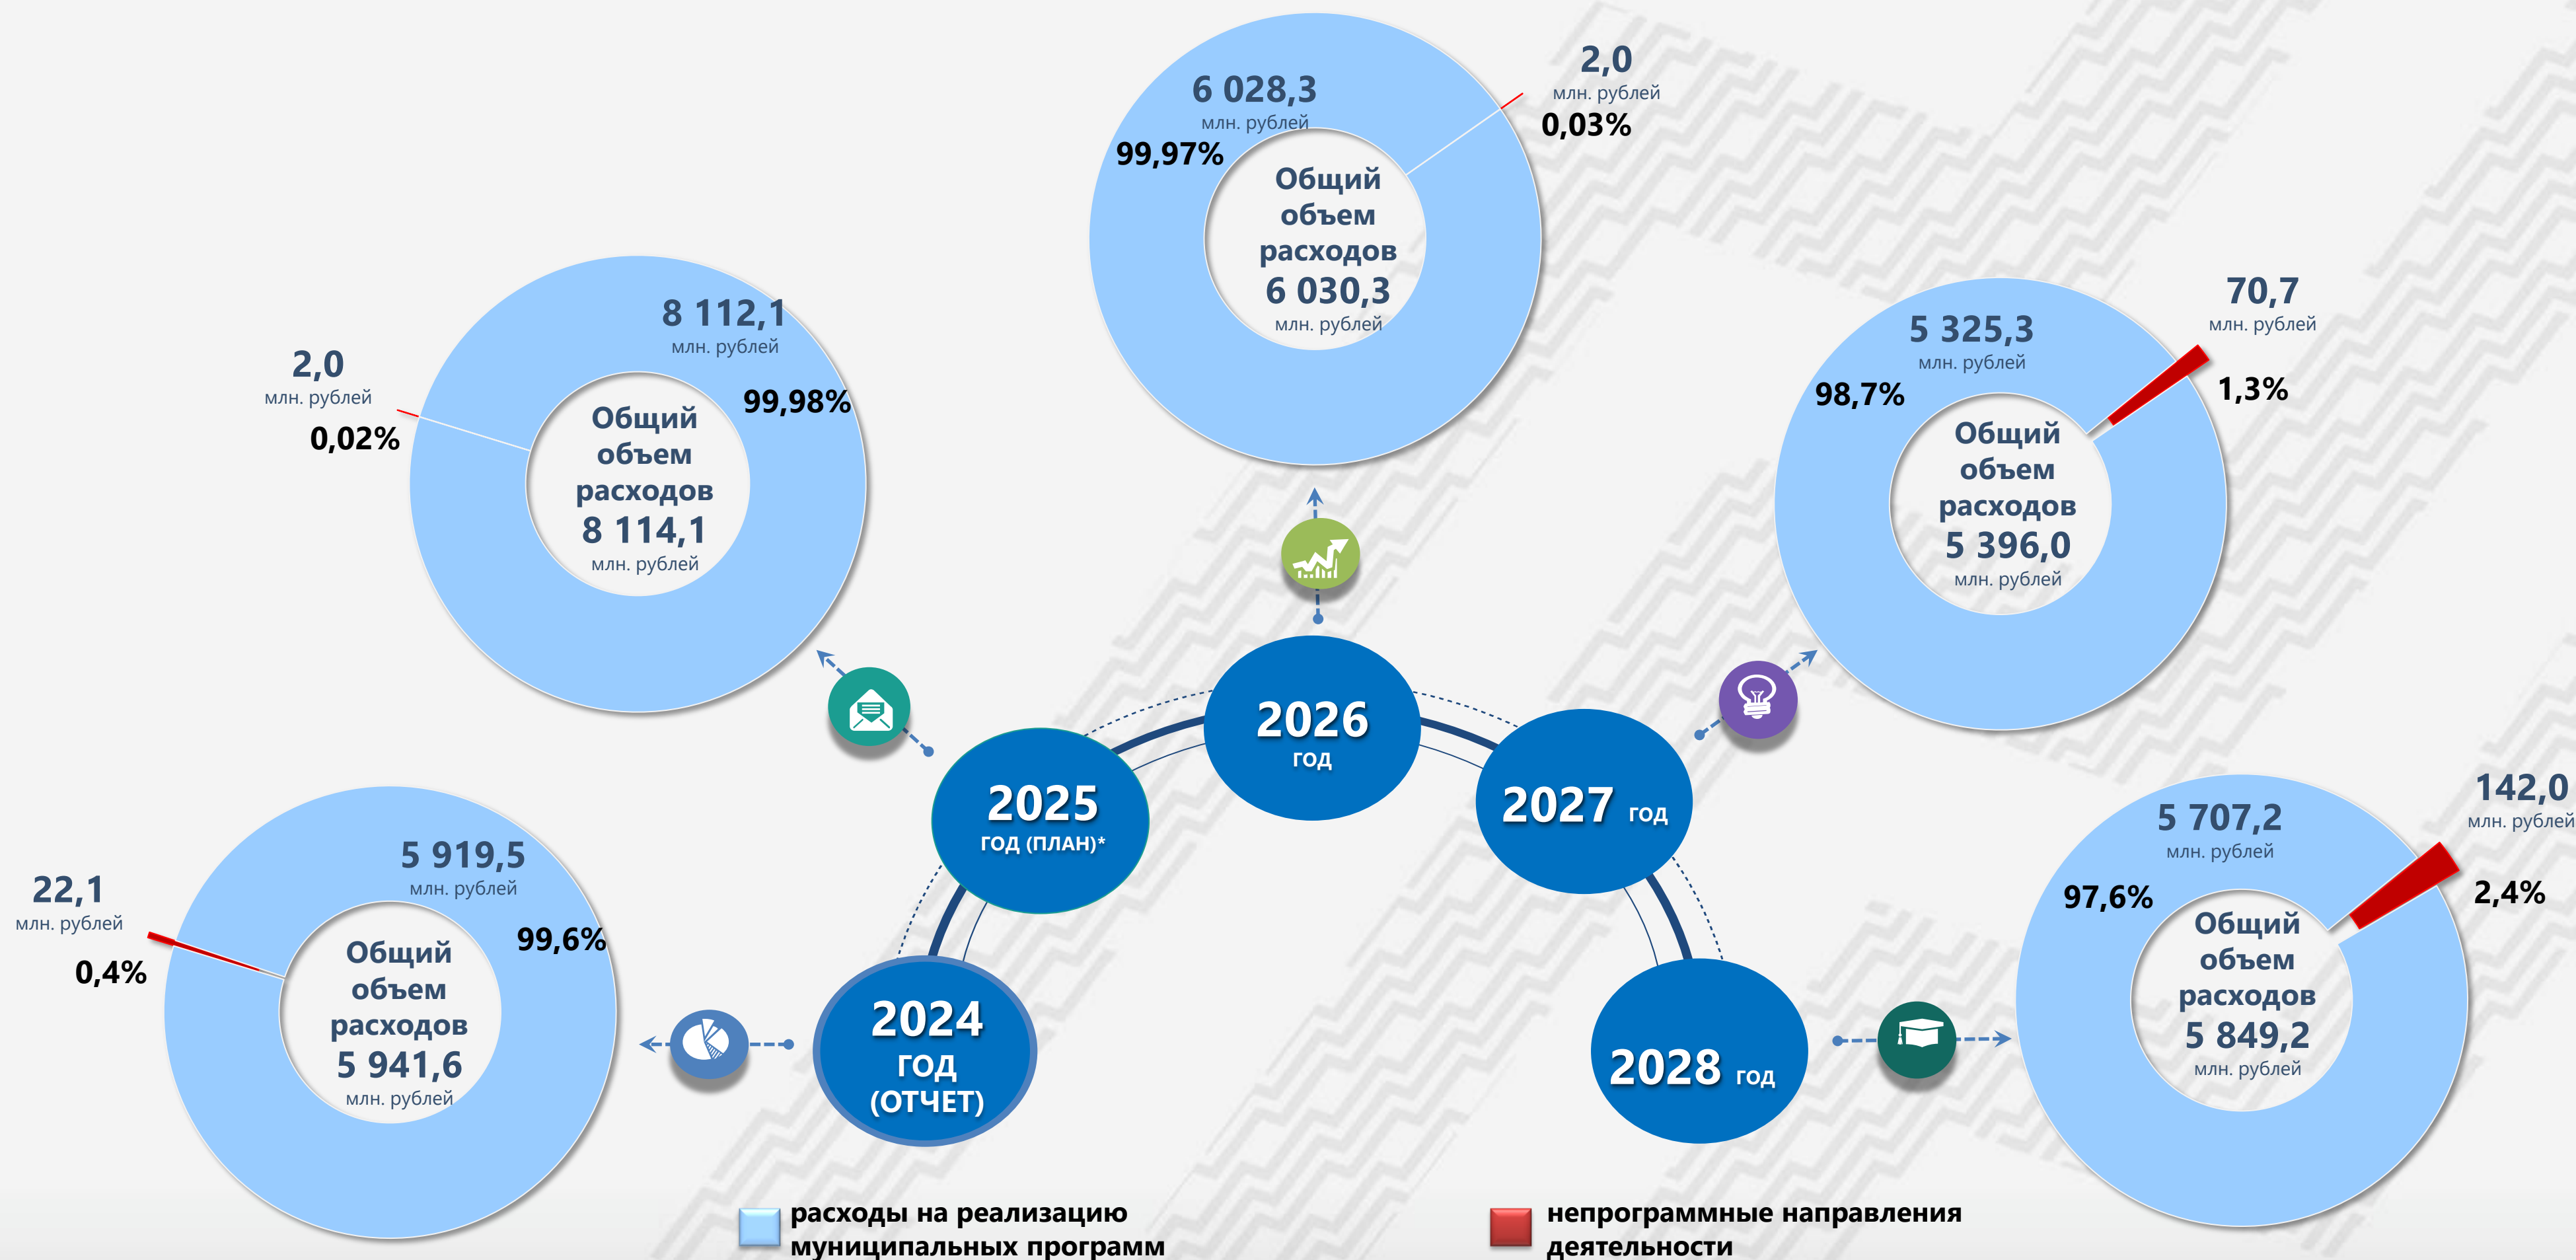 6 028,3
млн. рублей
99,97%
2,0
млн. рублей
0,03%
Общий
объем
расходов
6 030,3
млн. рублей
8 112,1
млн. рублей
99,98%
2,0
млн. рублей
0,02%
Общий
объем
расходов
8 114,1
млн. рублей
5 325,3
млн. рублей
98,7%
70,7
млн. рублей
1,3%
Общий
объем
расходов
5 396,0
млн. рублей
5 919,5
млн. рублей
99,6%
22,1
млн. рублей
0,4%
Общий
объем
расходов
5 941,6
млн. рублей
2024
ГОД
(ОТЧЕТ)
2025
ГОД (ПЛАН)*
2026
ГОД
2027 ГОД
2028 ГОД
5 707,2
млн. рублей
97,6%
142,0
млн. рублей
2,4%
Общий
объем
расходов
5 849,2
млн. рублей
расходы на реализацию
муниципальных программ
непрограммные направления
деятельности